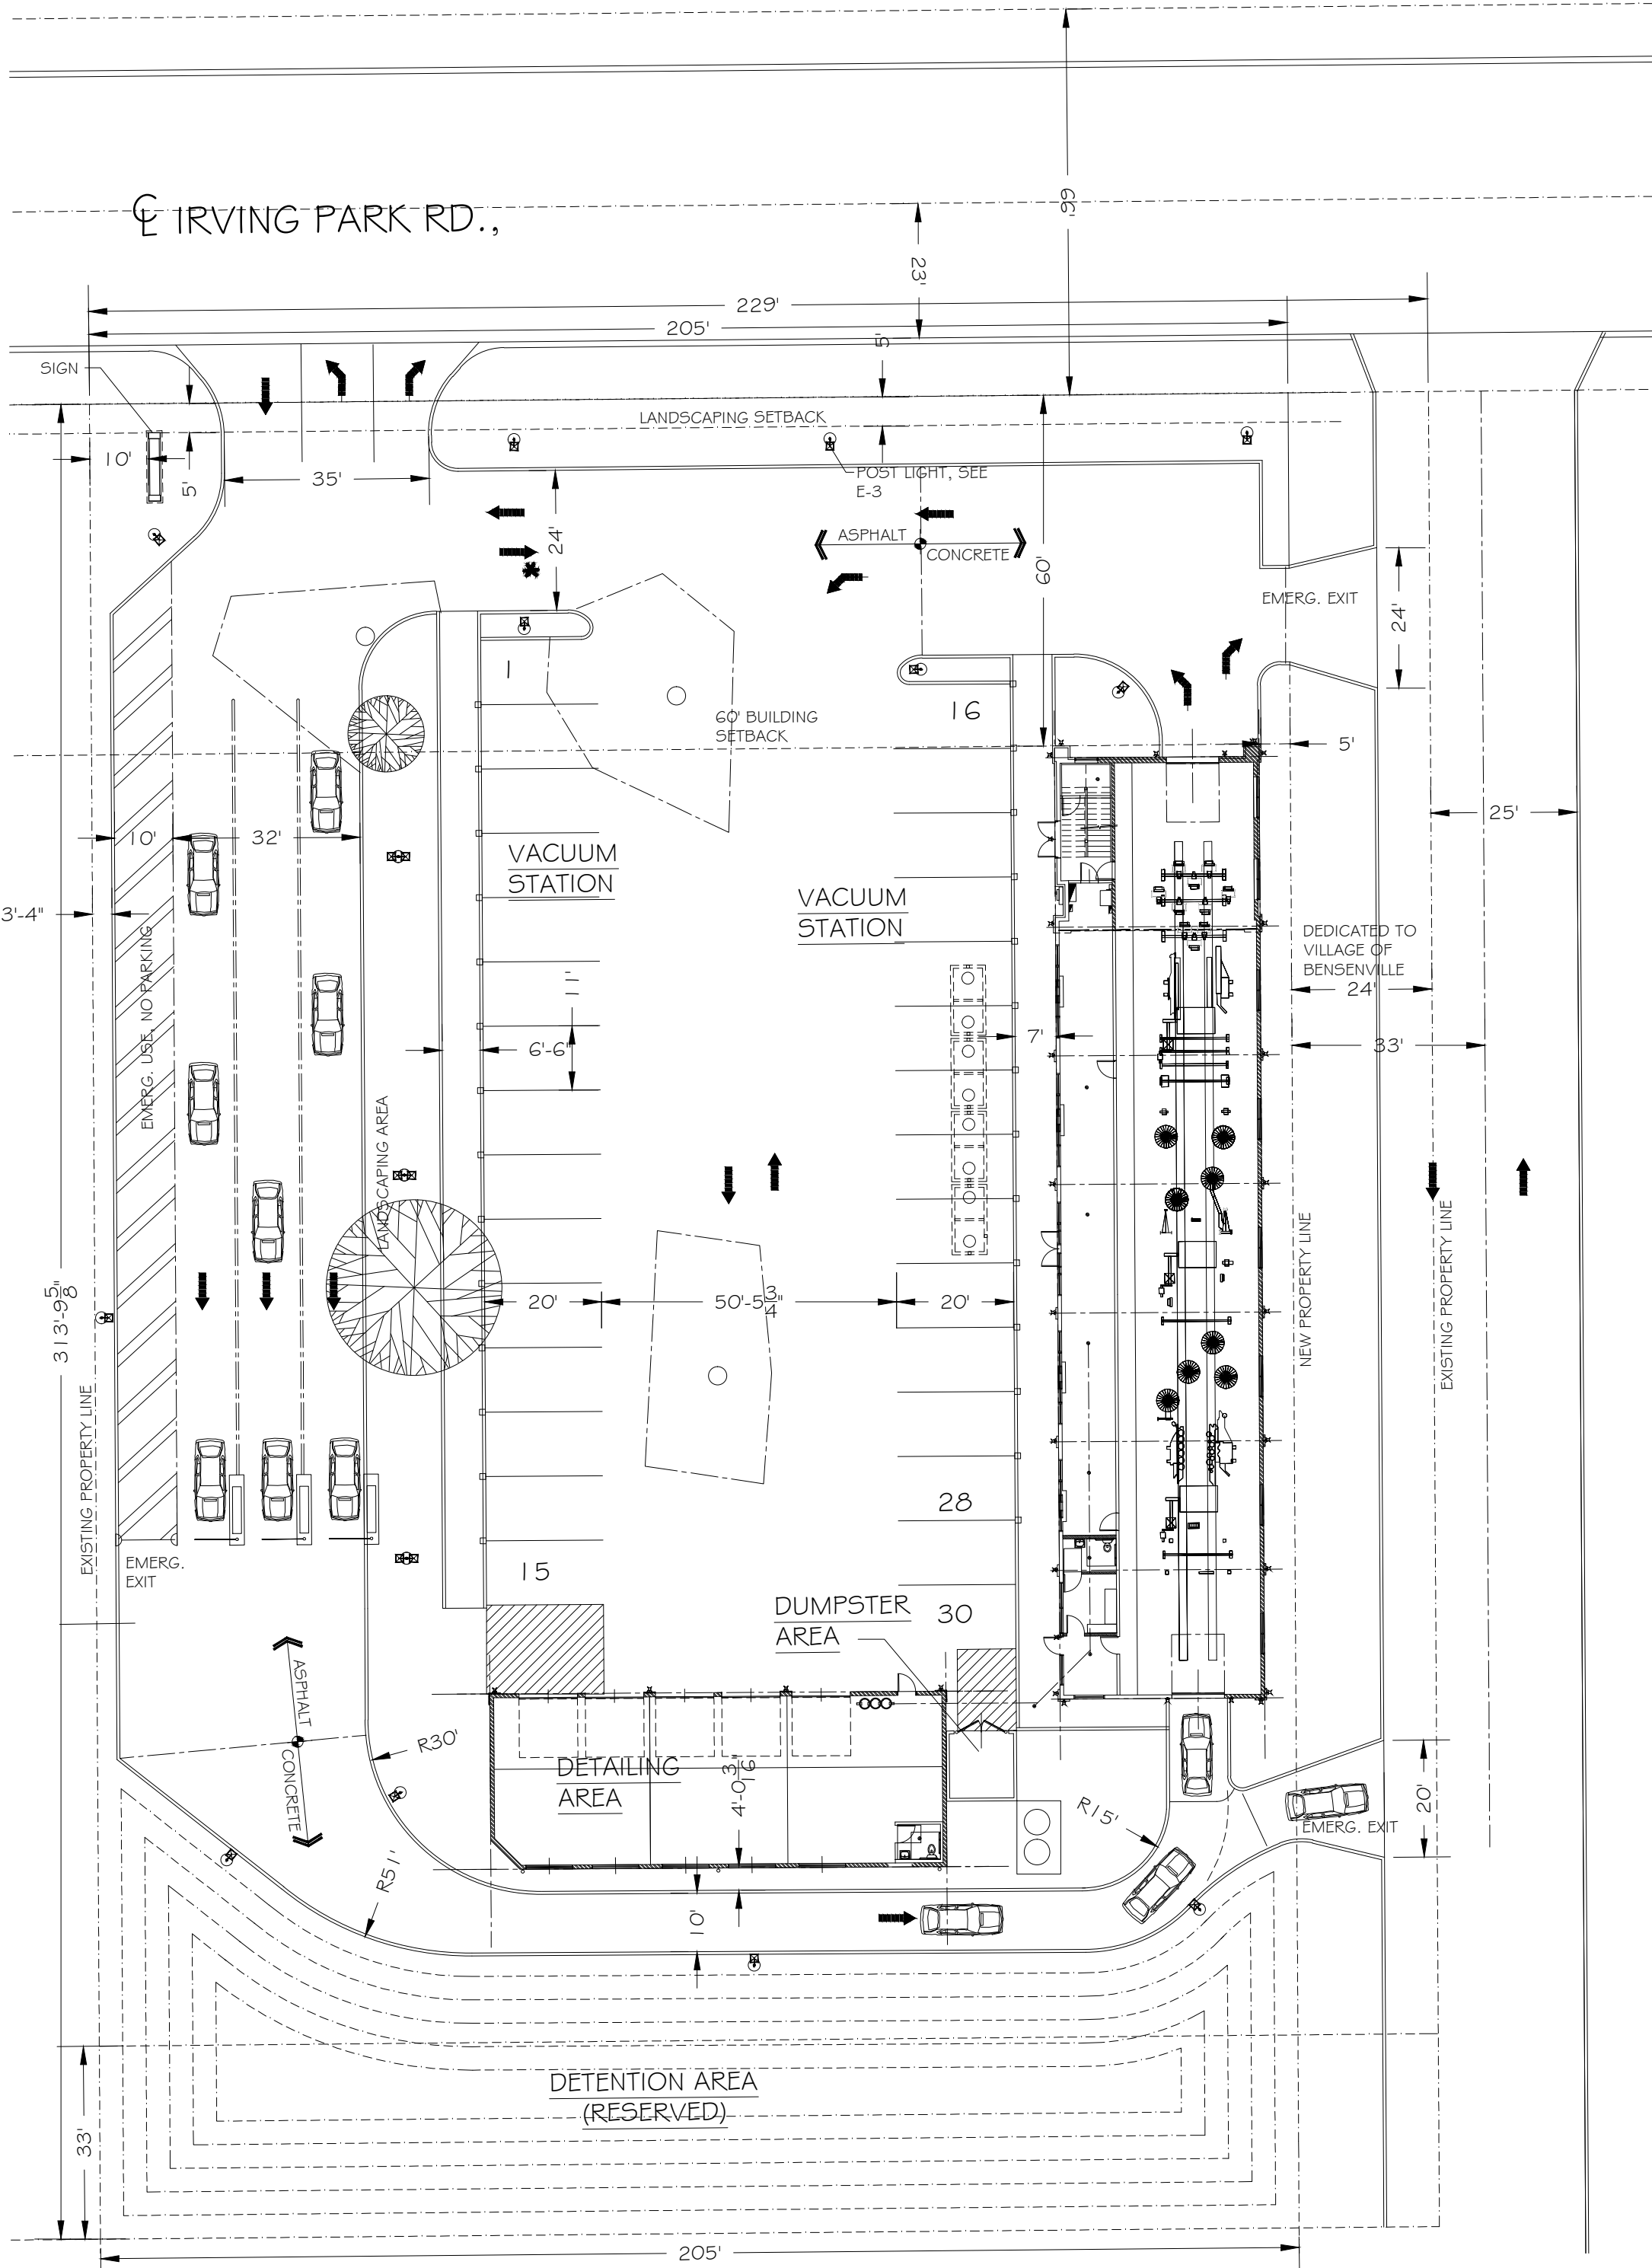 66'
℄ IRVING PARK RD.,
23'
229'
205'
5'
SIGN
LANDSCAPING SETBACK
10'
5'
35'
POST LIGHT, SEE
E-3
24'
ASPHALT
CONCRETE
60'
EMERG. EXIT
24'
1
16
60' BUILDING
SETBACK
5'
25'
10'
32'
VACUUM
STATION
VACUUM
STATION
3'-4"
EMERG. USE, NO PARKING
DEDICATED TO
VILLAGE OF
BENSENVILLE
24'
11'
6'-6"
7'
33'
LANDSCAPING AREA
313'-9 5/8"
20'
50'-5 3/4"
20'
NEW PROPERTY LINE
EXISTING PROPERTY LINE
EXISTING PROPERTY LINE
28
EMERG.
EXIT
15
DUMPSTER
AREA
30
ASPHALT
CONCRETE
R30'
DETAILING
AREA
4'-0 3/16"
R15'
20'
EMERG. EXIT
R51'
10'
DETENTION AREA
(RESERVED)
33'
205'